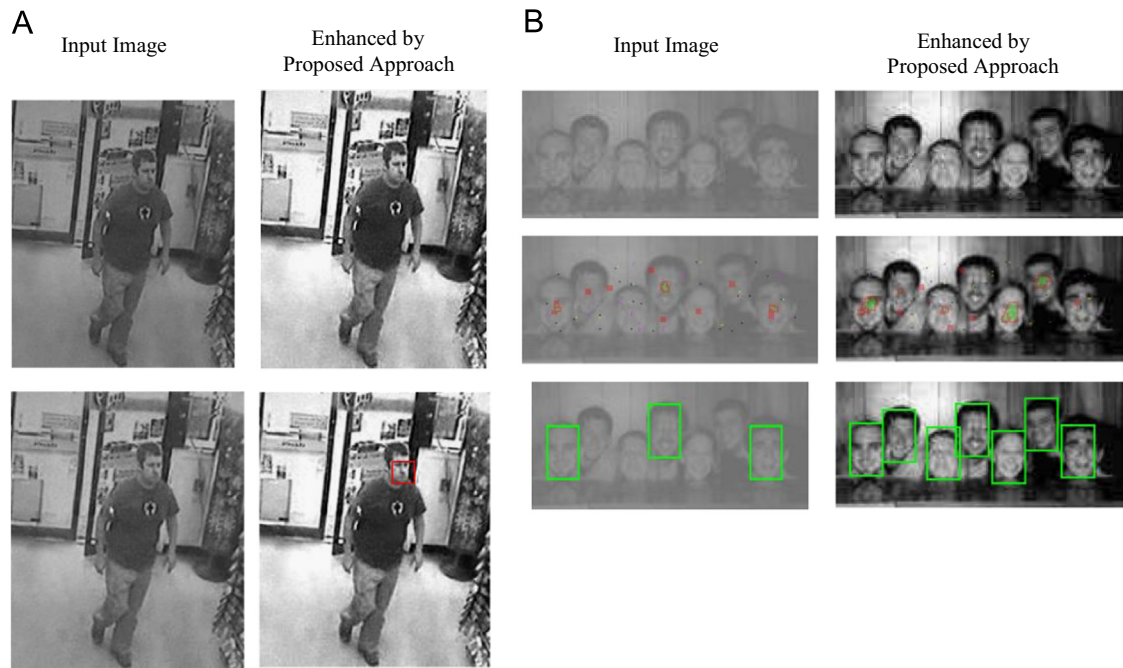 A
Input Image
Enhanced by
Proposed Approach
B
Input Image
Enhanced by
Proposed Approach